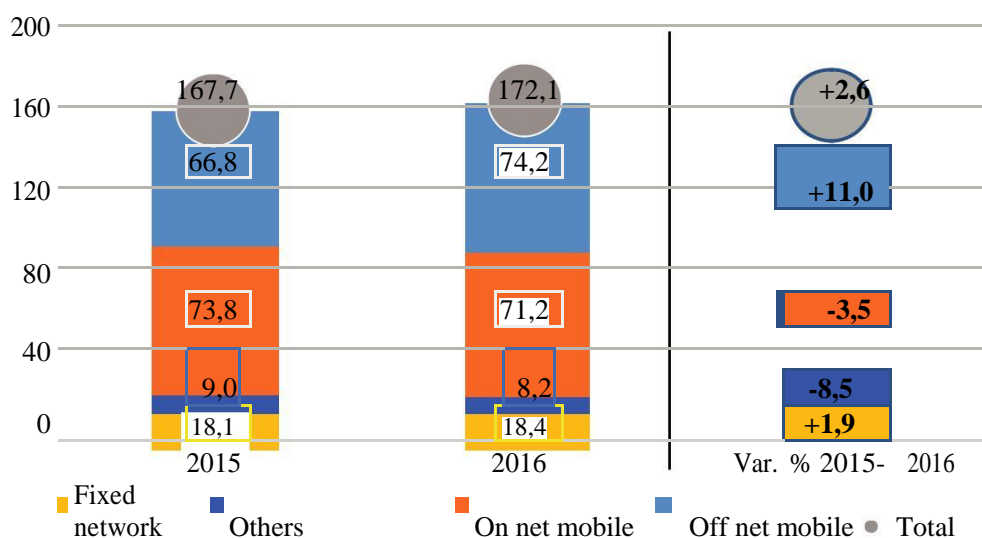 200
167,7 172,1 +2,6
160
66,8 74,2
120 +11,0
80
73,8 71,2 -3,5
40
9,0 8,2 -8,5
0 18,1 18,4 +1,9
2015 2016 Var. % 2015- 2016
Fixed
network Others On net mobile Off net mobile Total